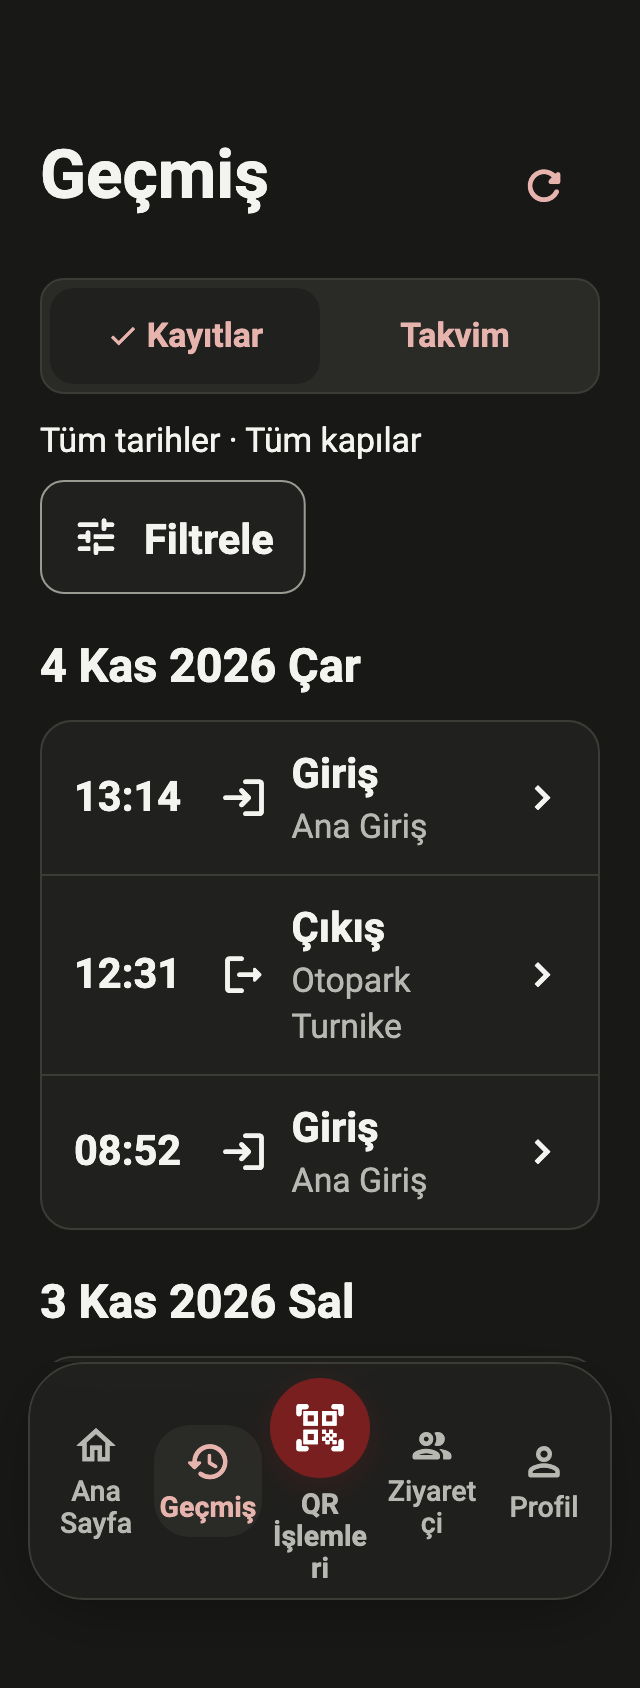 Geçmiş
Kayıtlar
Takvim
Tüm tarihler · Tüm kapılar
Filtrele
4 Kas 2026 Çar
13:14
Giriş
Ana Giriş
12:31
Çıkış
Otopark
Turnike
08:52
Giriş
Ana Giriş
3 Kas 2026 Sal
Ana
Sayfa
Geçmiş
QR
İşlemle
ri
Ziyaret
çi
Profil